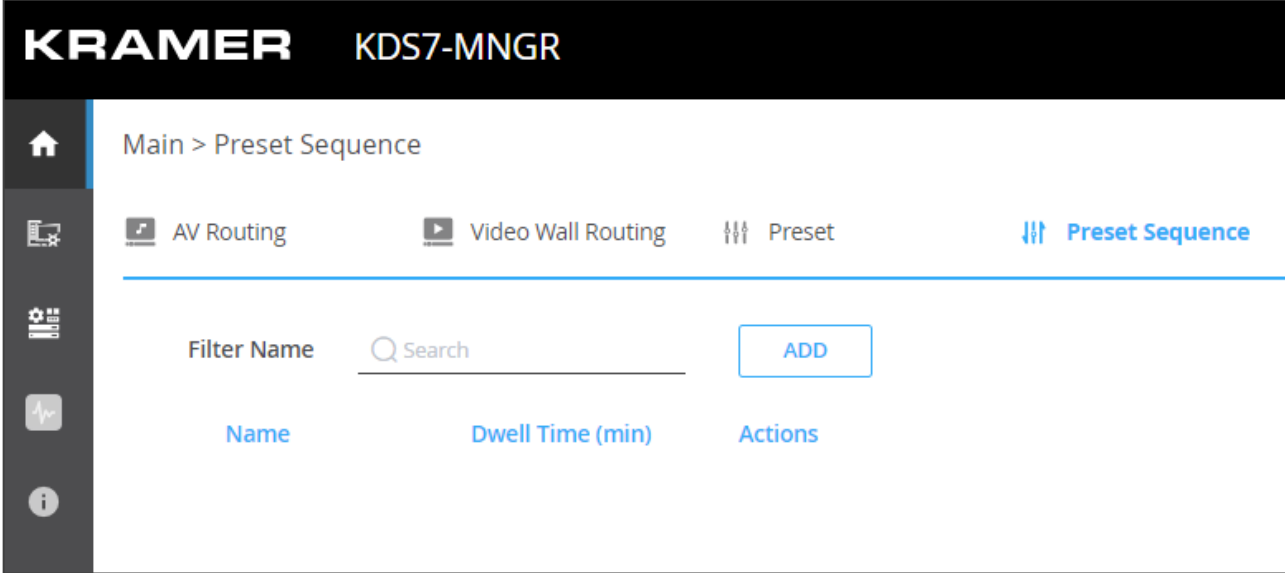 KRAMER KDS7-MNGR
Main > Preset Sequence
AV Routing Video Wall Routing Preset Preset Sequence
Filter Name Search ADD
Name Dwell Time (min) Actions